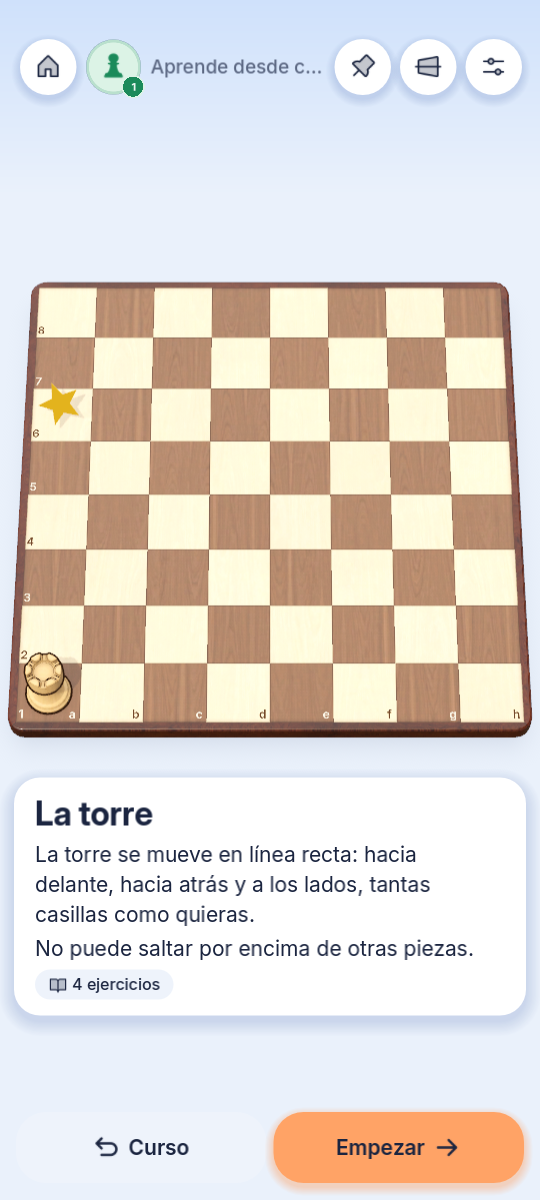 Aprende desde c...
1
8
7
6
5
4
3
2
1 a b c d e f g h
La torre
La torre se mueve en línea recta: hacia
delante, hacia atrás y a los lados, tantas
casillas como quieras.
No puede saltar por encima de otras piezas.
4 ejercicios
Curso
Empezar